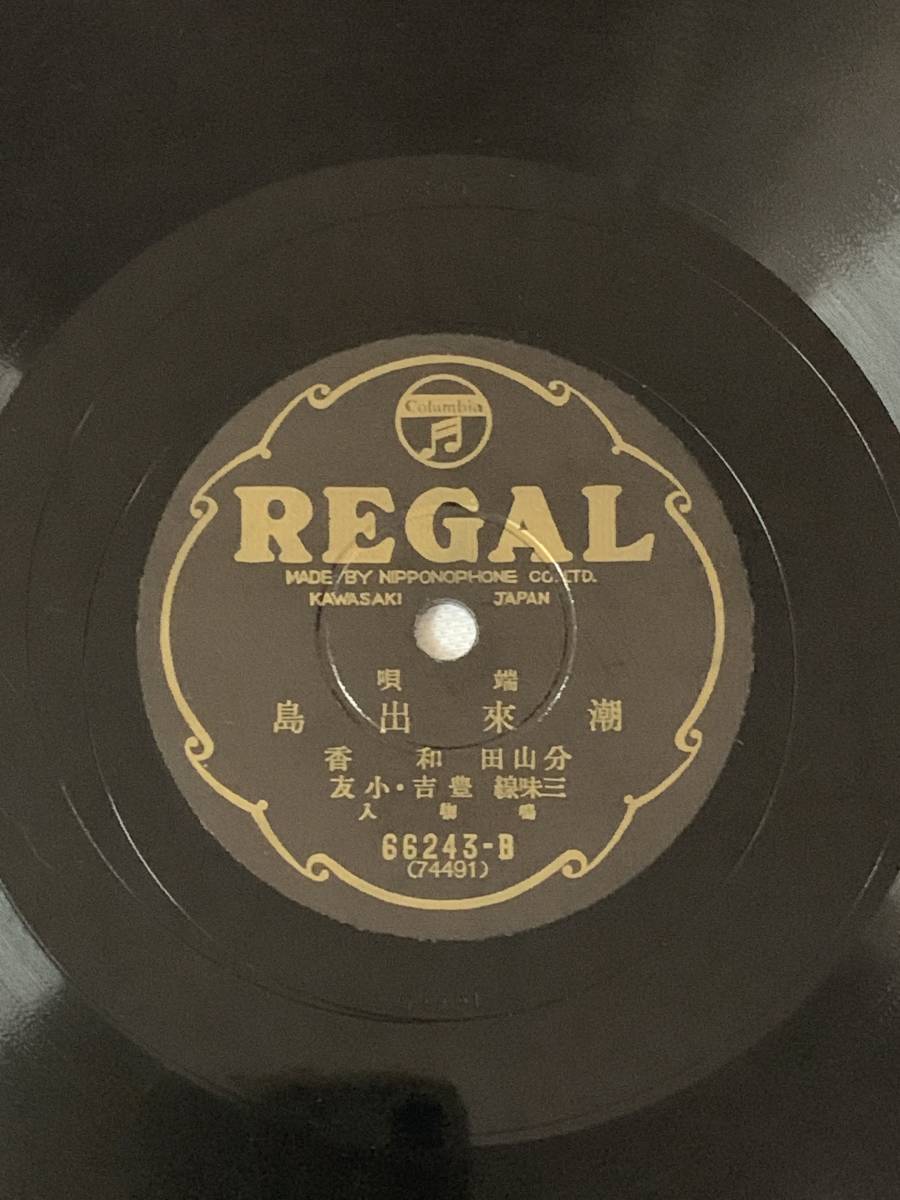 Columbia
REGAL
MADE BY NIPPONOPHONE CO. LTD.
KAWASAKI JAPAN
端唄
潮來出島
分山田 和香
三味線 豊吉・小友
鳴物入
66243-B
(74491)